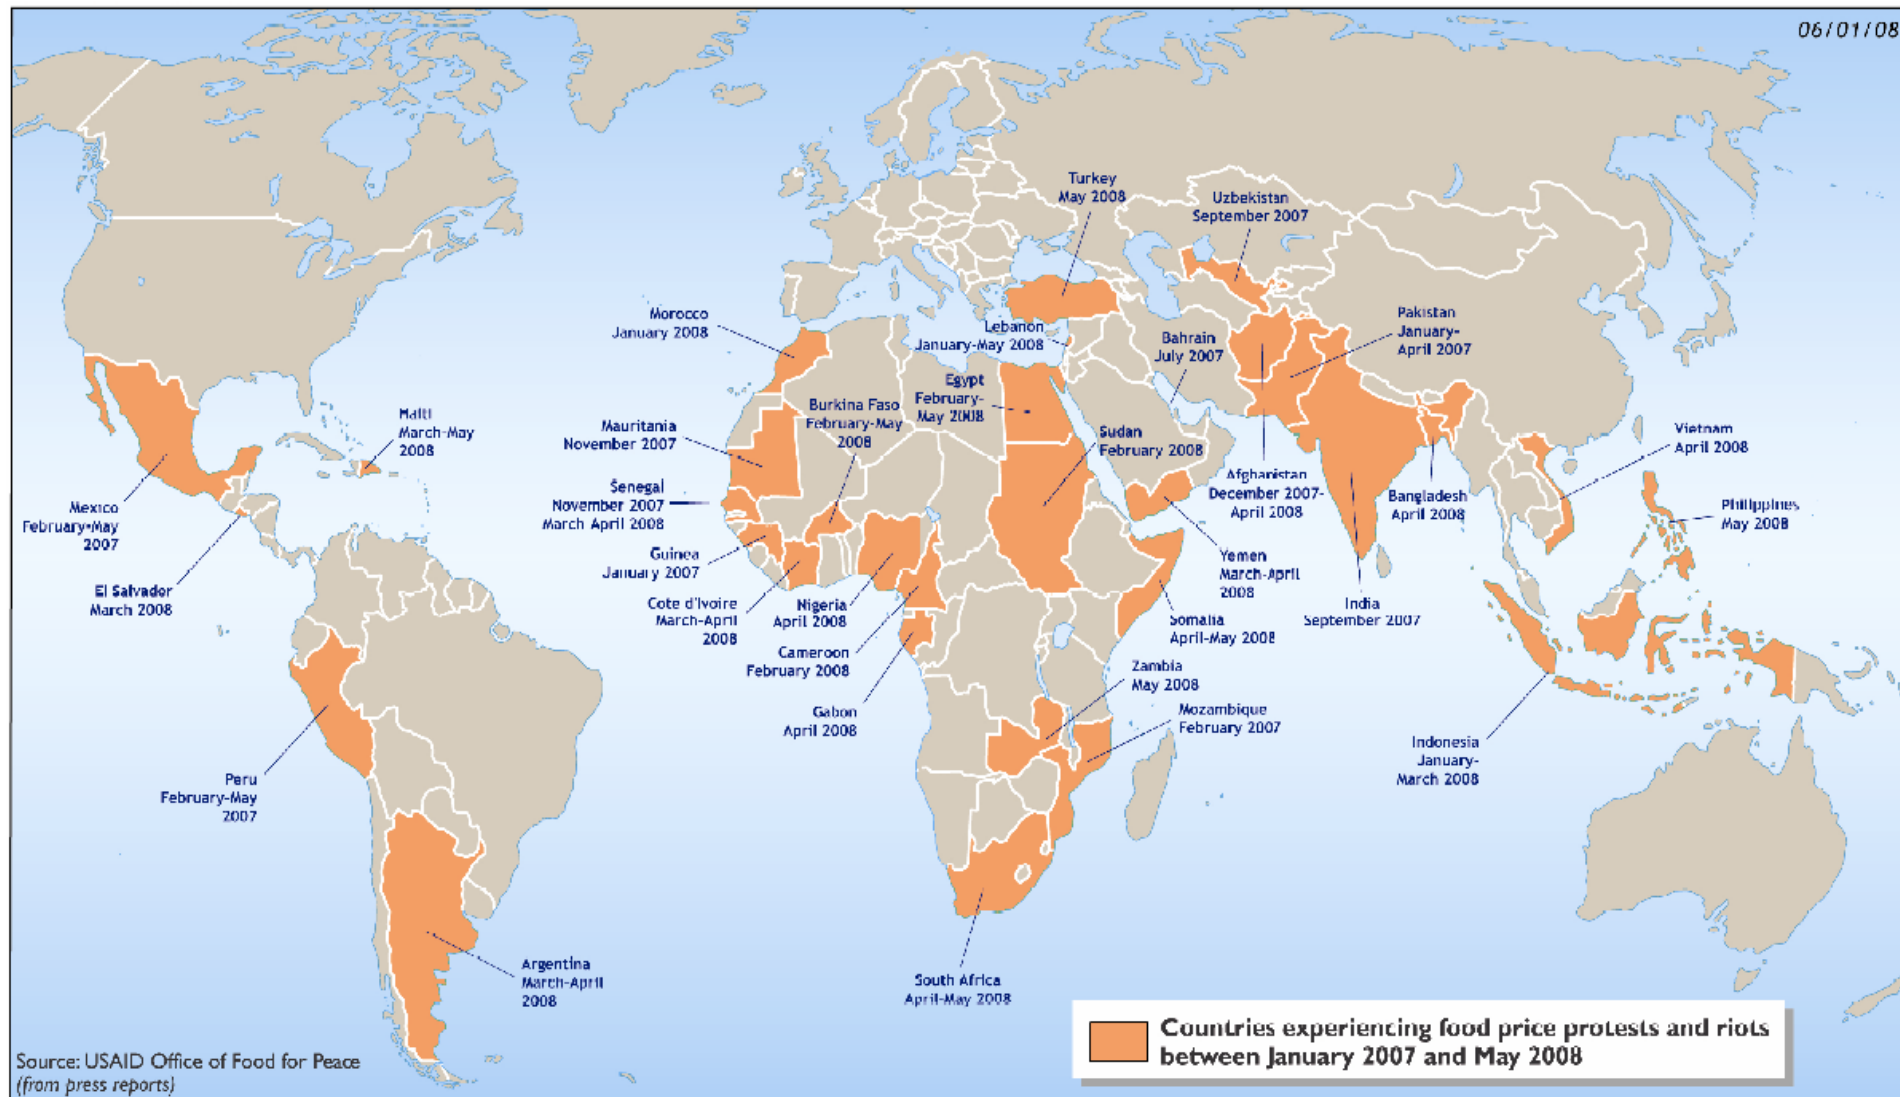 06/01/08
Turkey
May 2008
Uzbekistan
September 2007
Morocco
January 2008
Lebanon
January-May 2008
Bahrain
July 2007
Pakistan
January-
April 2007
Egypt
February-
May 2008
Burkina Faso
February-May
2008
Haiti
March-May
2008
Mauritania
November 2007
Sudan
February 2008
Vietnam
April 2008
Afghanistan
December 2007-
April 2008
Bangladesh
April 2008
Senegal
November 2007
March-April 2008
Mexico
February-May
2007
Philippines
May 2008
Guinea
January 2007
Yemen
March-April
2008
El Salvador
March 2008
Cote d'Ivoire
March-April
2008
Nigeria
April 2008
Somalia
April-May 2008
India
September 2007
Cameroon
February 2008
Zambia
May 2008
Gabon
April 2008
Mozambique
February 2007
Indonesia
January-
March 2008
Peru
February-May
2007
Argentina
March-April
2008
South Africa
April-May 2008
Countries experiencing food price protests and riots
between January 2007 and May 2008
Source: USAID Office of Food for Peace
(from press reports)